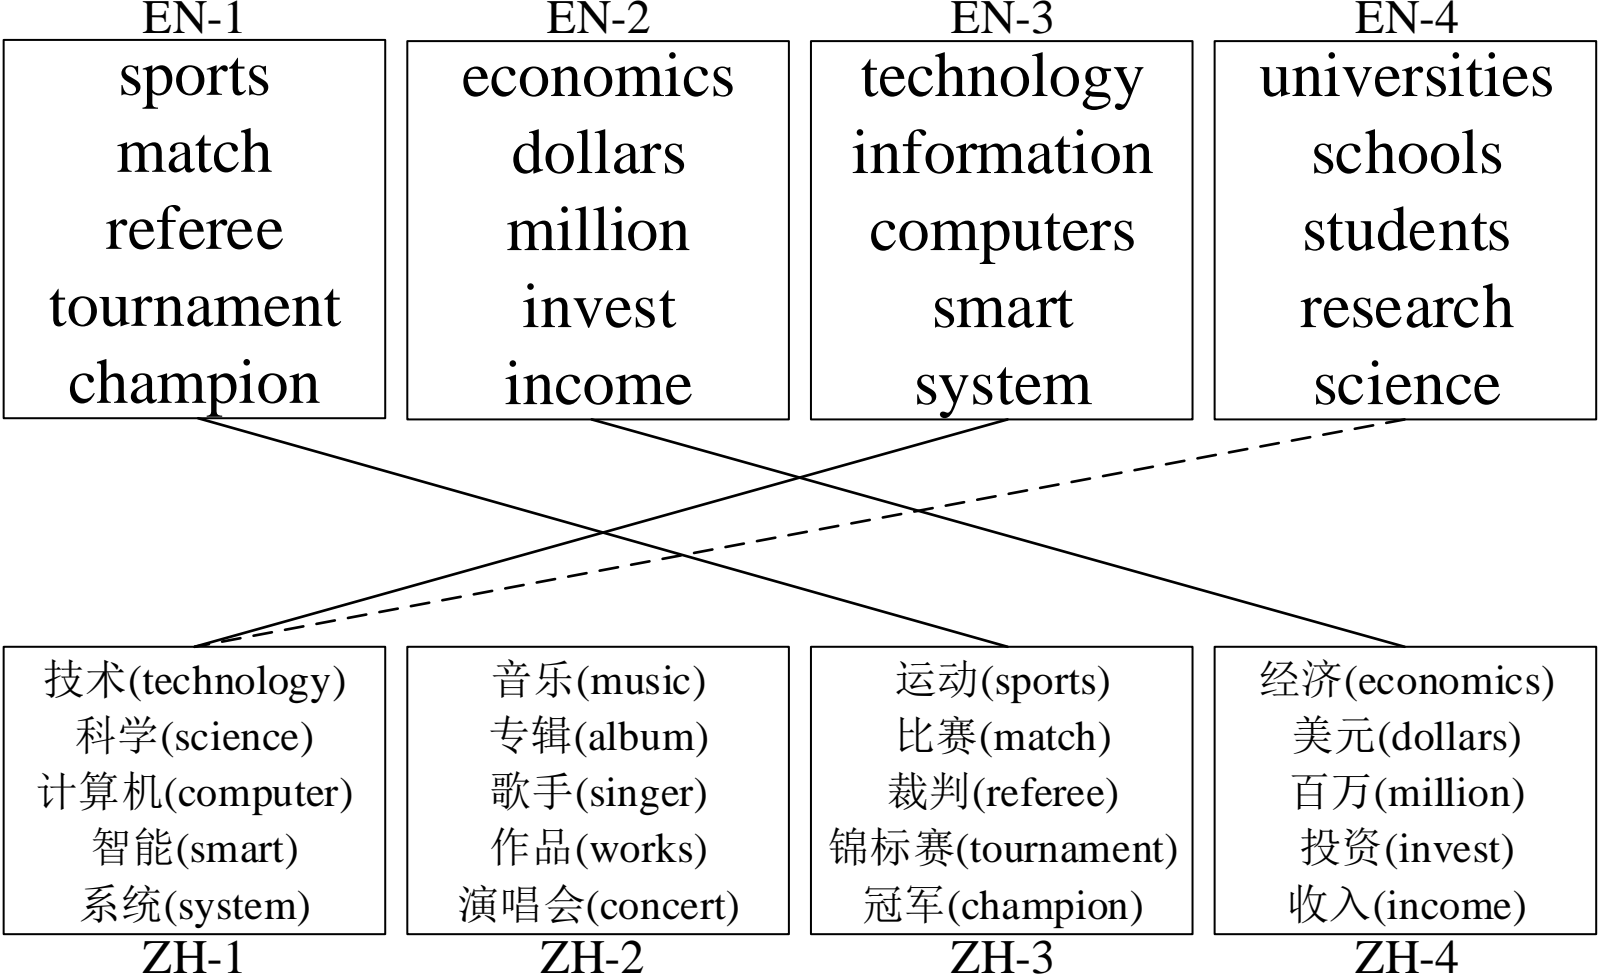 EN-1
sports
match
referee
tournament
champion
EN-2
economics
dollars
million
invest
income
EN-3
technology
information
computers
smart
system
EN-4
universities
schools
students
research
science
技术(technology)
科学(science)
计算机(computer)
智能(smart)
系统(system)
ZH-1
音乐(music)
专辑(album)
歌手(singer)
作品(works)
演唱会(concert)
ZH-2
运动(sports)
比赛(match)
裁判(referee)
锦标赛(tournament)
冠军(champion)
ZH-3
经济(economics)
美元(dollars)
百万(million)
投资(invest)
收入(income)
ZH-4